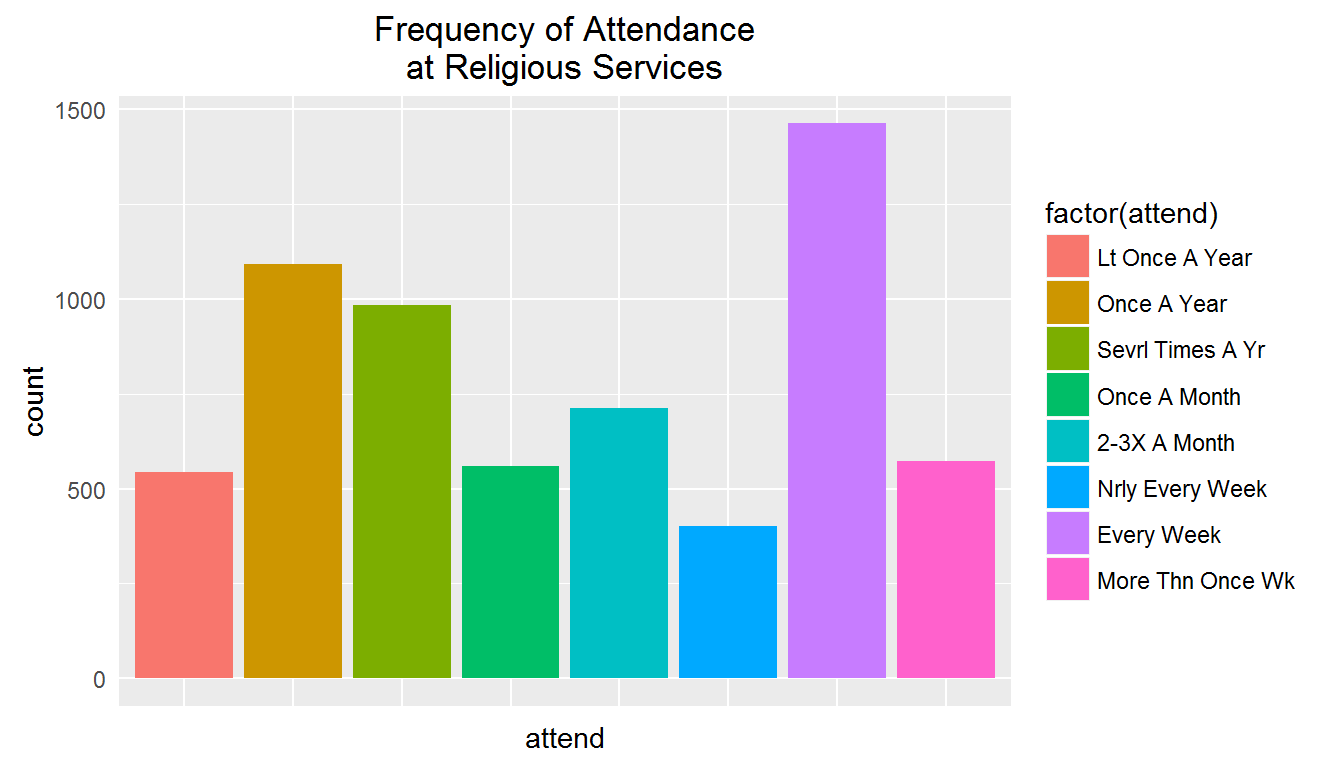 Frequency of Attendance
at Religious Services
1500
1000
500
0
count
attend
factor(attend)
Lt Once A Year
Once A Year
Sevrl Times A Yr
Once A Month
2-3X A Month
Nrly Every Week
Every Week
More Thn Once Wk